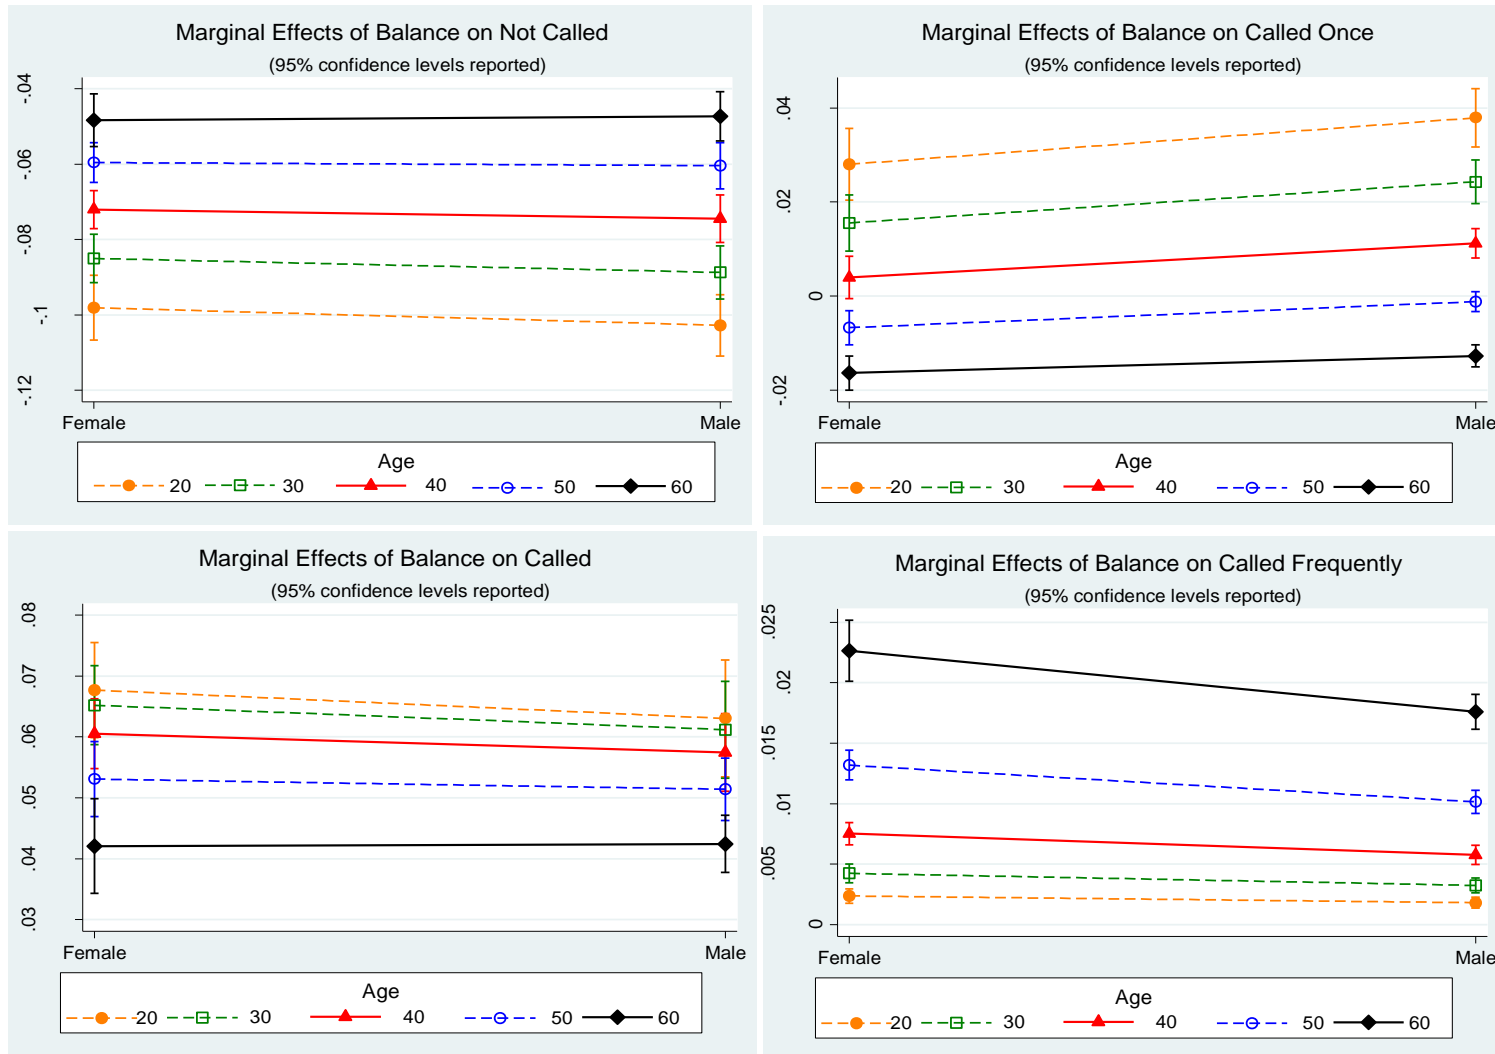 Marginal Effects of Balance on Not Called
(95% confidence levels reported)
-.04
-.06
-.08
-.1
-.12
Female Male
Age
20 30 40 50 60
Marginal Effects of Balance on Called Once
(95% confidence levels reported)
.04
.02
0
-.02
Female Male
Age
20 30 40 50 60
Marginal Effects of Balance on Called
(95% confidence levels reported)
.08
.07
.06
.05
.04
.03
Female Male
Age
20 30 40 50 60
Marginal Effects of Balance on Called Frequently
(95% confidence levels reported)
.025
.02
.015
.01
.005
0
Female Male
Age
20 30 40 50 60